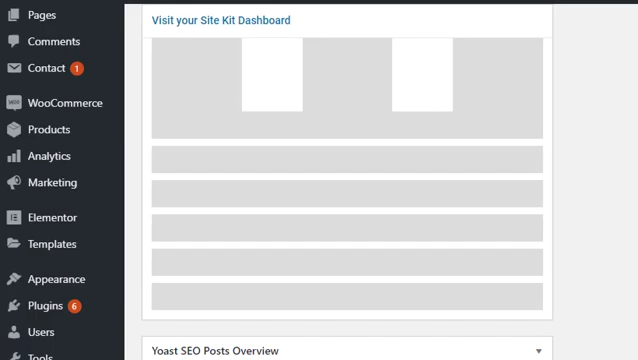 Pages
Comments
Contact 1
WooCommerce
Products
Analytics
Marketing
Elementor
Templates
Appearance
Plugins 6
Users
Tools
Visit your Site Kit Dashboard
Yoast SEO Posts Overview